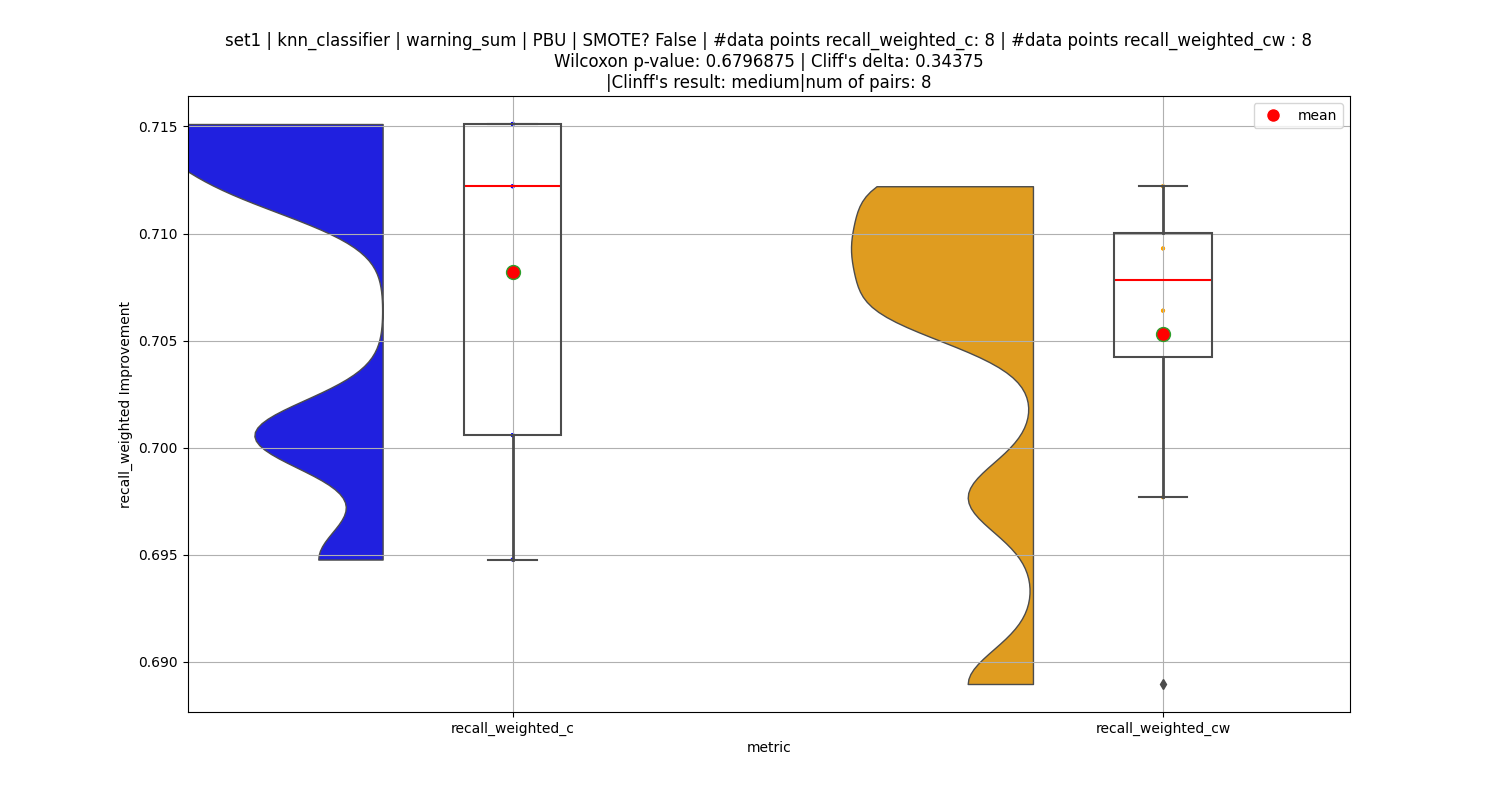 set1 | knn_classifier | warning_sum | PBU | SMOTE? False | #data points recall_weighted_c: 8 | #data points recall_weighted_cw : 8
Wilcoxon p-value: 0.6796875 | Cliff's delta: 0.34375
|Clinff's result: medium|num of pairs: 8
mean
0.715
0.710
0.705
0.700
0.695
0.690
recall_weighted Improvement
recall_weighted_c
recall_weighted_cw
metric